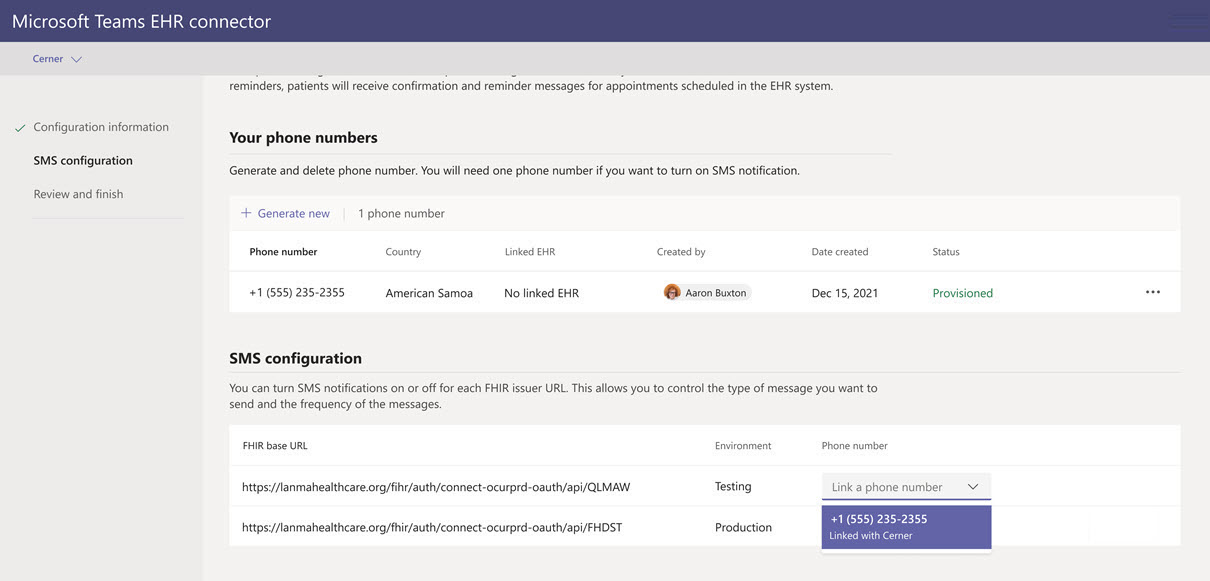 Microsoft Teams EHR connector
Cerner
Configuration information
SMS configuration
Review and finish
reminders, patients will receive confirmation and reminder messages for appointments scheduled in the EHR system.
Your phone numbers
Generate and delete phone number. You will need one phone number if you want to turn on SMS notification.
+ Generate new | 1 phone number
Phone number Country Linked EHR Created by Date created Status
+1 (555) 235-2355 American Samoa No linked EHR Aaron Buxton Dec 15, 2021 Provisioned ...
SMS configuration
You can turn SMS notifications on or off for each FHIR issuer URL. This allows you to control the type of message you want to
send and the frequency of the messages.
FHIR base URL Environment Phone number
https://lanmahealthcare.org/fihr/auth/connect-ocurprd-oauth/api/QLMAW Testing Link a phone number
+1 (555) 235-2355
https://lanmahealthcare.org/fhir/auth/connect-ocurprd-oauth/api/FHDST Production
Linked with Cerner